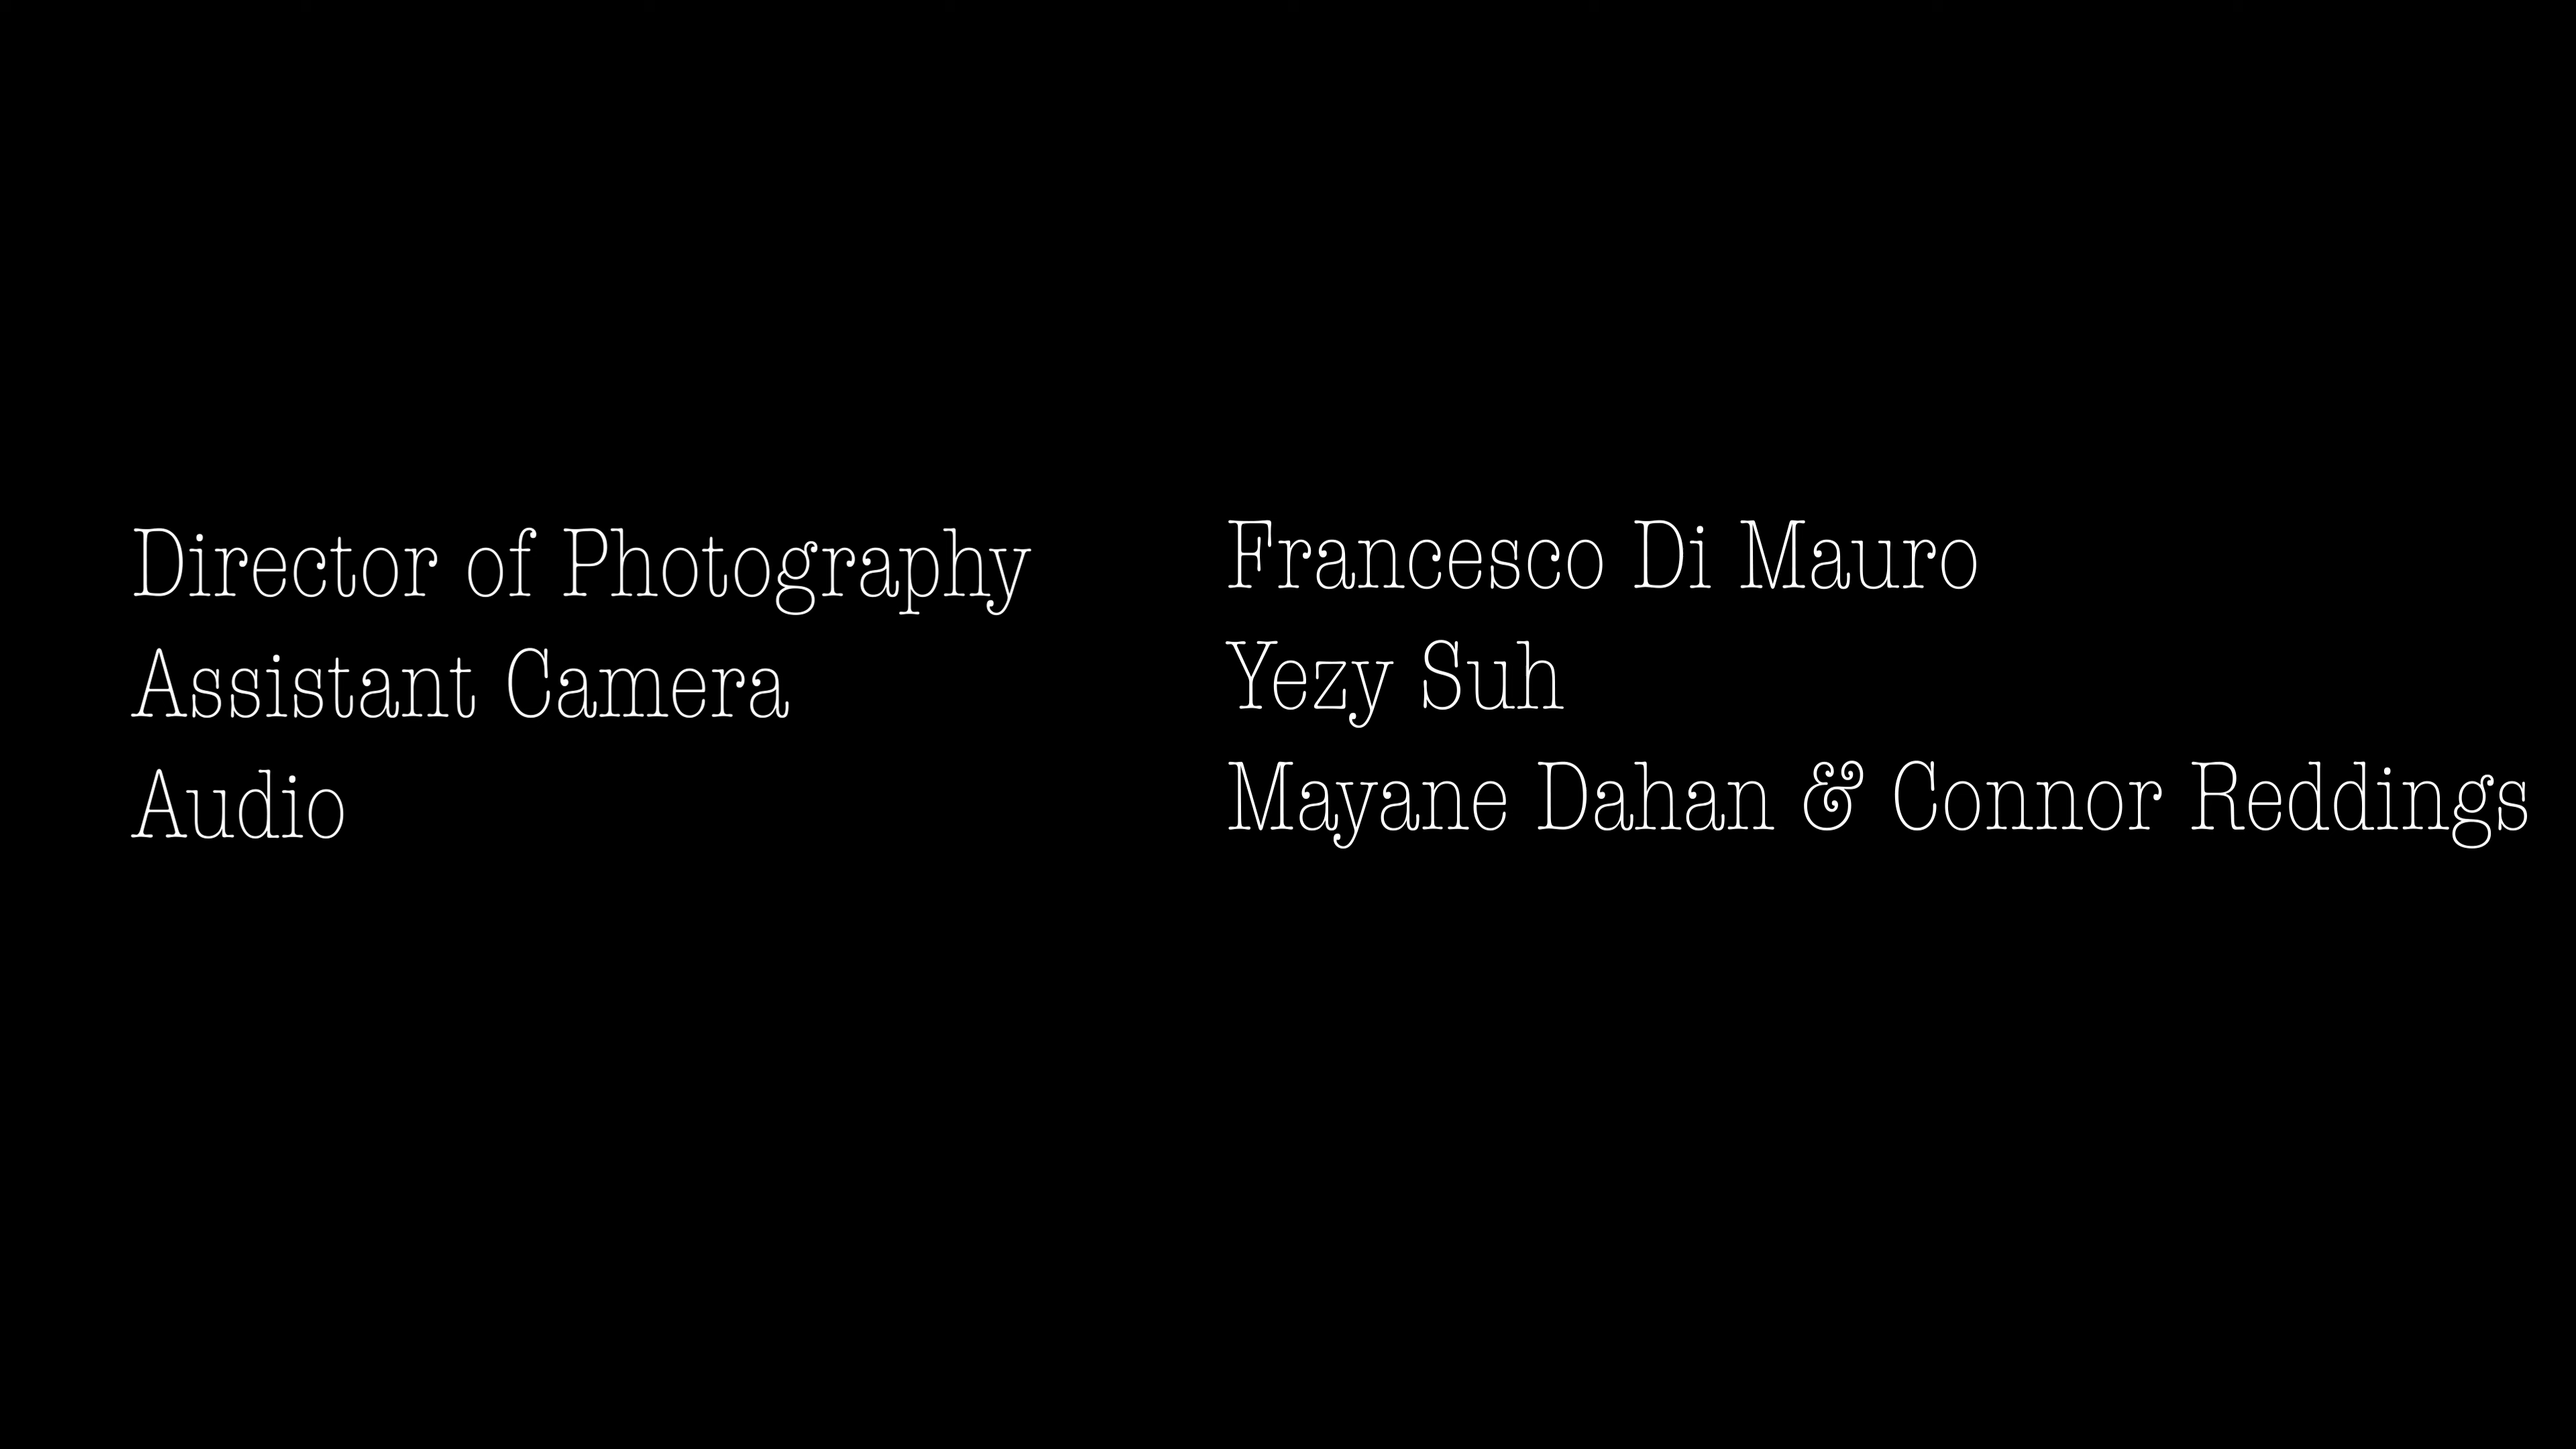 Director of Photography
Francesco Di Mauro
Assistant Camera
Yezy Suh
Audio
Mayane Dahan & Connor Reddings